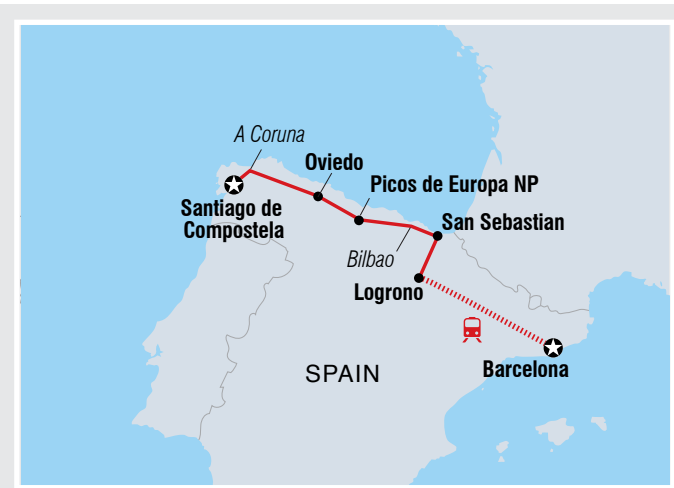 A Coruna
Oviedo
Picos de Europa NP
Santiago de
Compostela
San Sebastian
Bilbao
Logrono
Barcelona
SPAIN